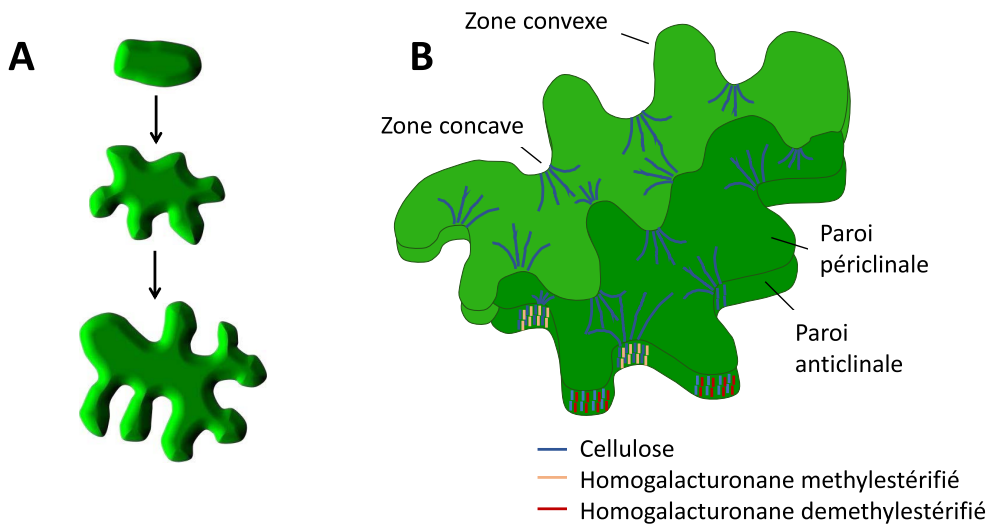 A
B
Zone convexe
Zone concave
Paroi
périclinale
Paroi
anticlinale
Cellulose
Homogalacturonane methylestérifié
Homogalacturonane demethylestérifié